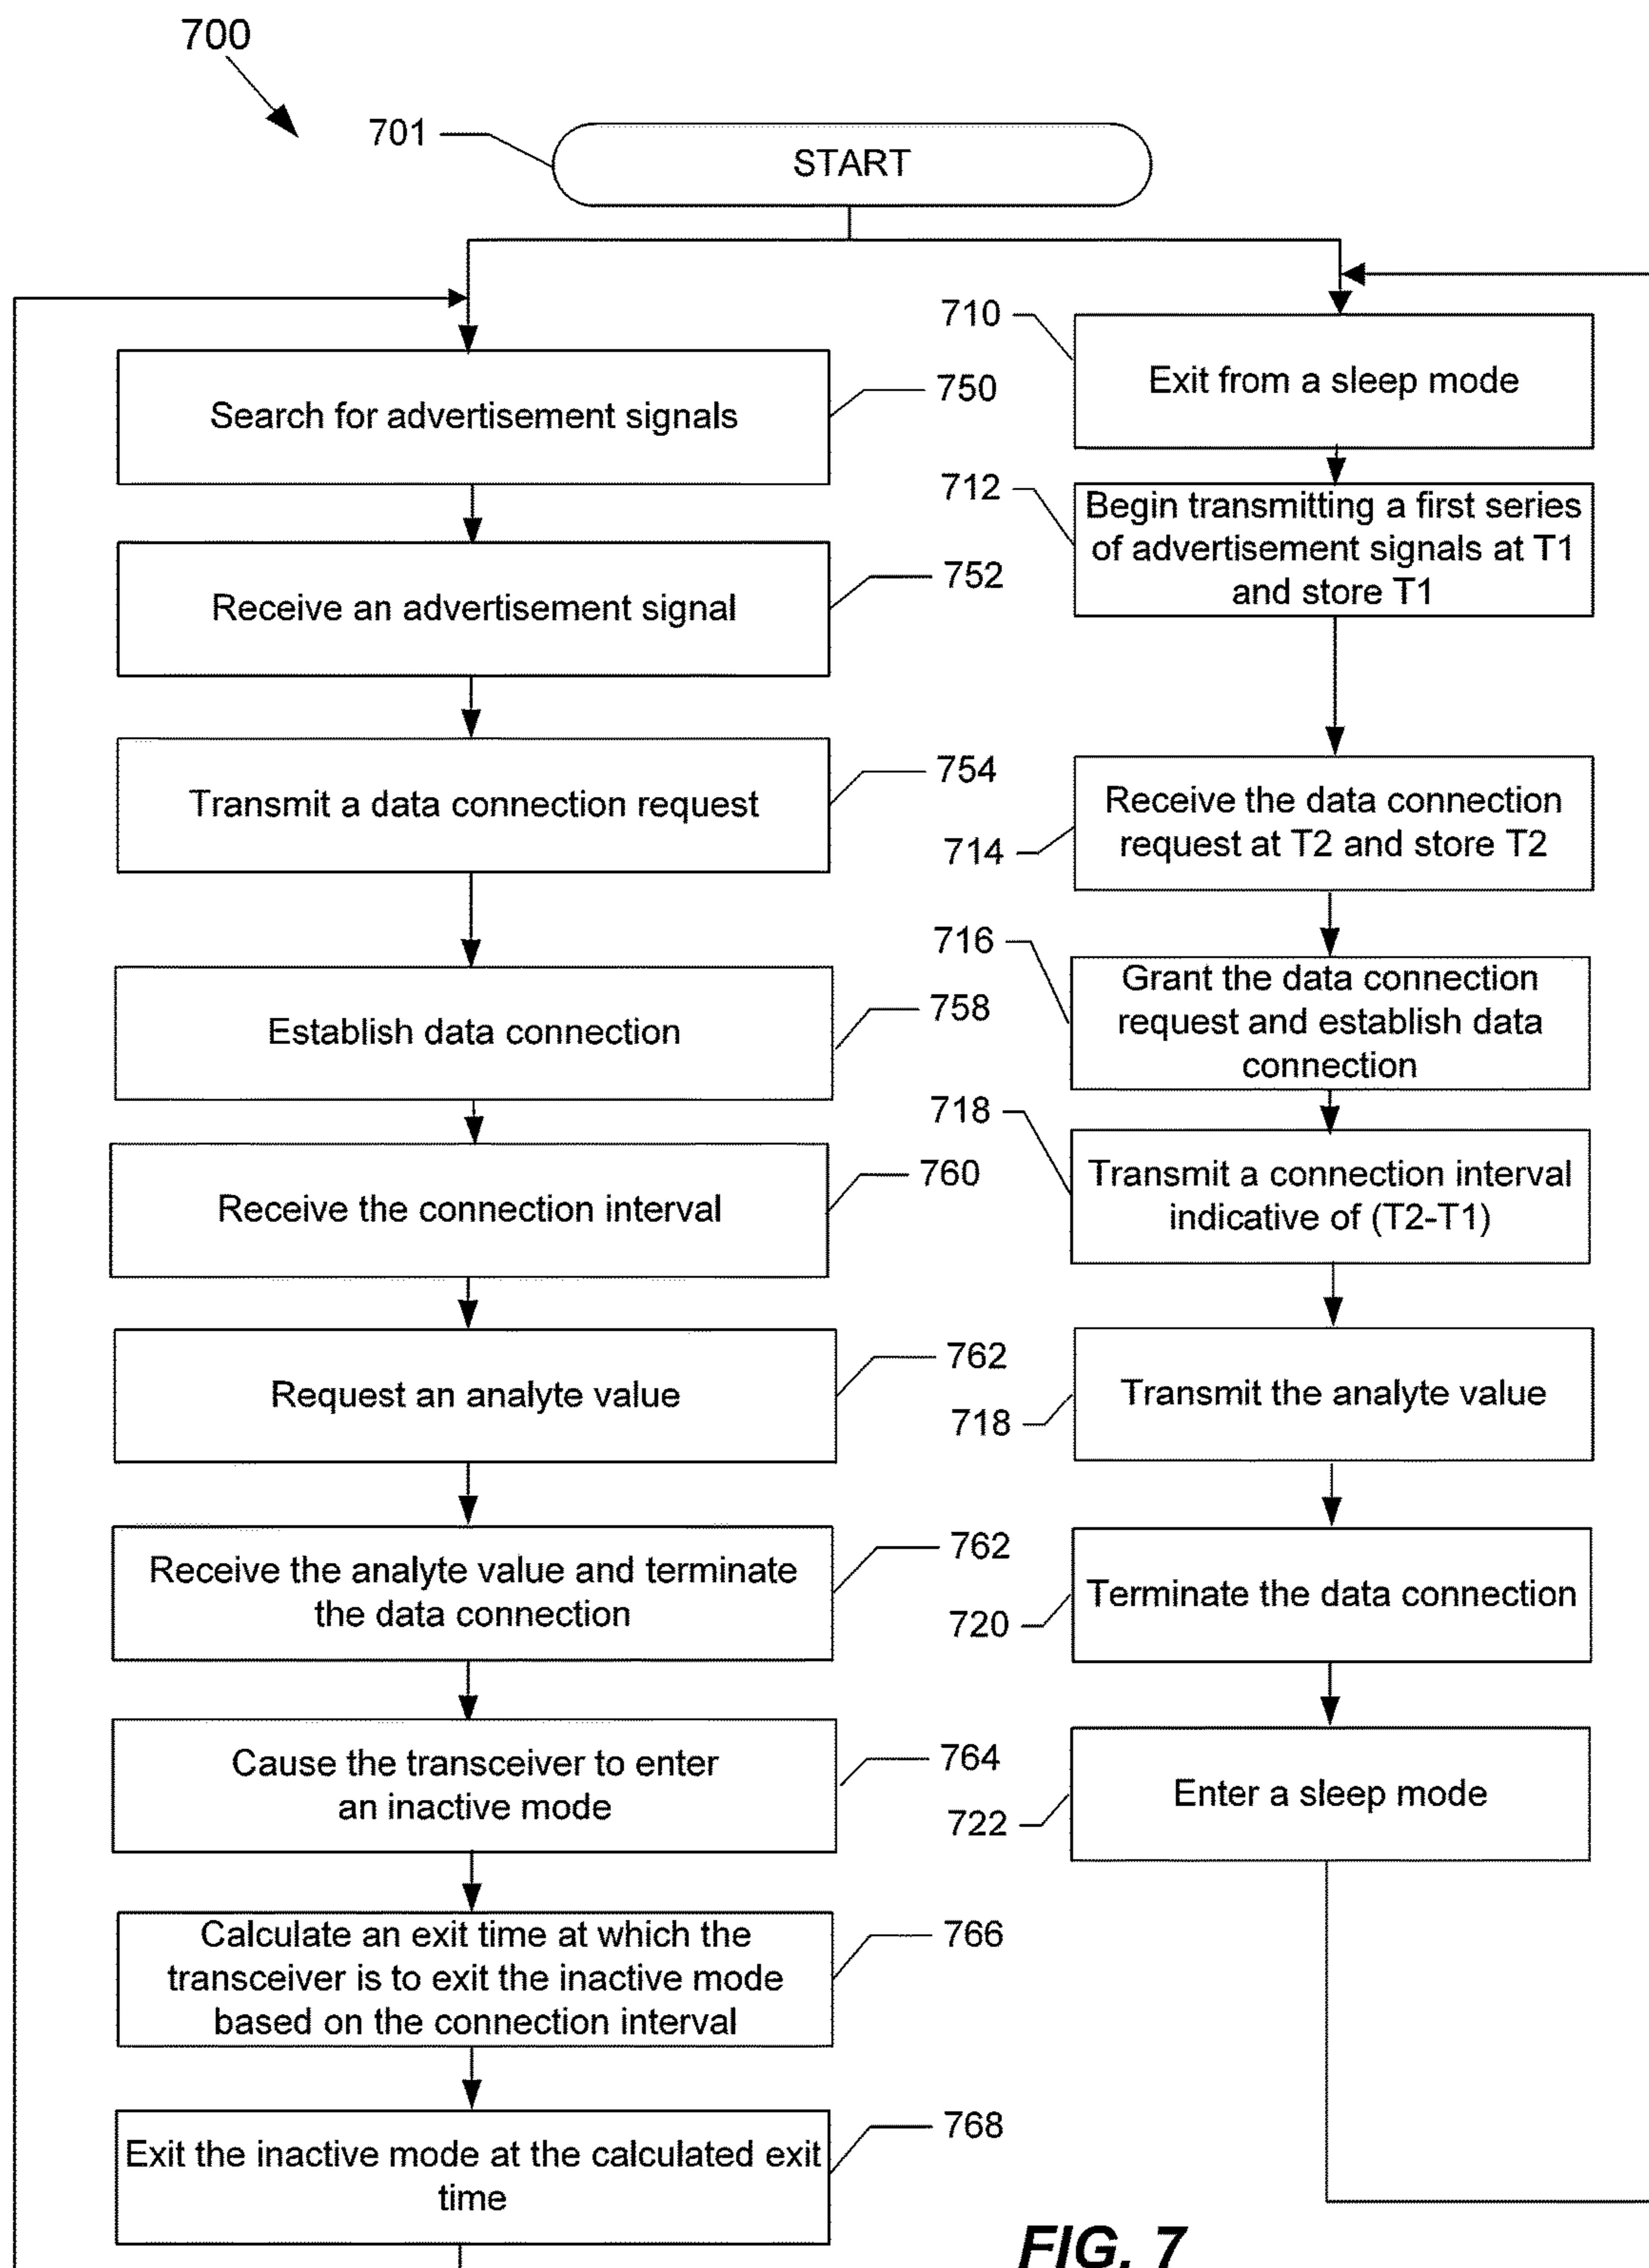 700
701
START
Search for advertisement signals
750
Receive an advertisement signal
752
Transmit a data connection request
754
Establish data connection
758
Receive the connection interval
760
Request an analyte value
762
Receive the analyte value and terminate
the data connection
762
Cause the transceiver to enter
an inactive mode
764
Calculate an exit time at which the
transceiver is to exit the inactive mode
based on the connection interval
766
Exit the inactive mode at the calculated exit
time
768
710
Exit from a sleep mode
712
Begin transmitting a first series
of advertisement signals at T1
and store T1
714
Receive the data connection
request at T2 and store T2
716
Grant the data connection
request and establish data
connection
718
Transmit a connection interval
indicative of (T2-T1)
718
Transmit the analyte value
720
Terminate the data connection
722
Enter a sleep mode
FIG. 7